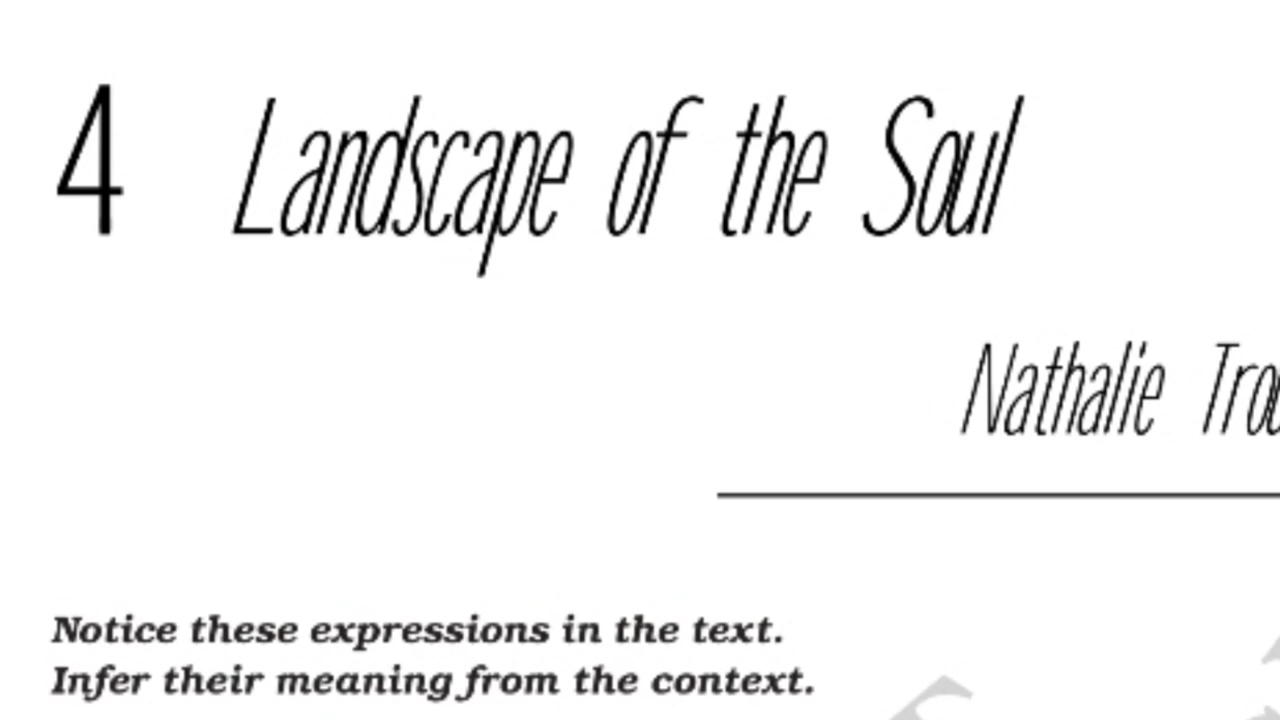 4 Landscape of the Soul
Nathalie
Notice these expressions in the text.
Infer their meaning from the context.